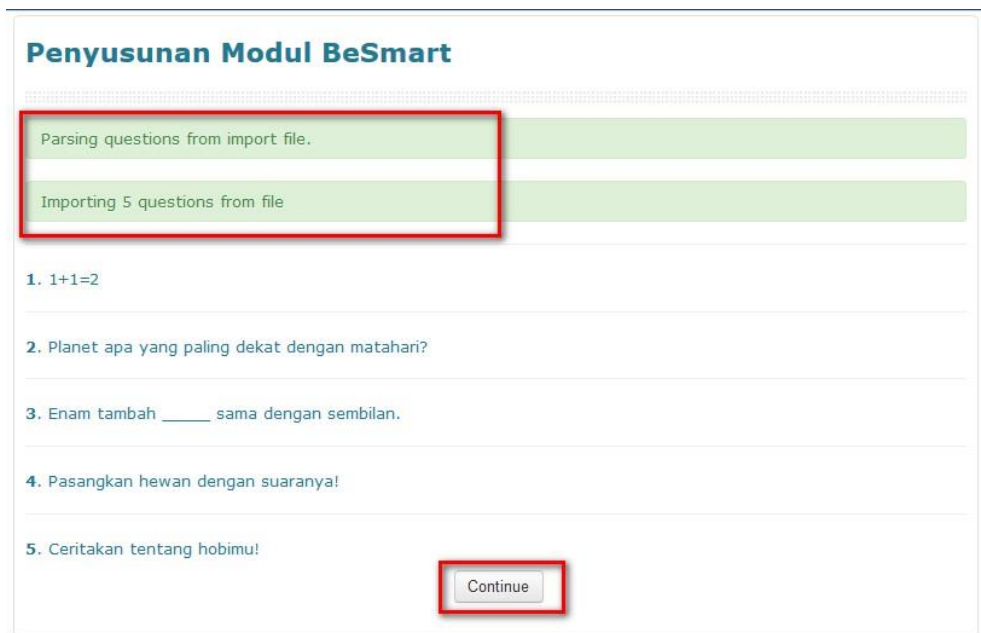 Penyusunan Modul BeSmart
Parsing questions from import file.
Importing 5 questions from file
1. 1+1=2
2. Planet apa yang paling dekat dengan matahari?
3. Enam tambah _____ sama dengan sembilan.
4. Pasangkan hewan dengan suaranya!
5. Ceritakan tentang hobimu!
Continue